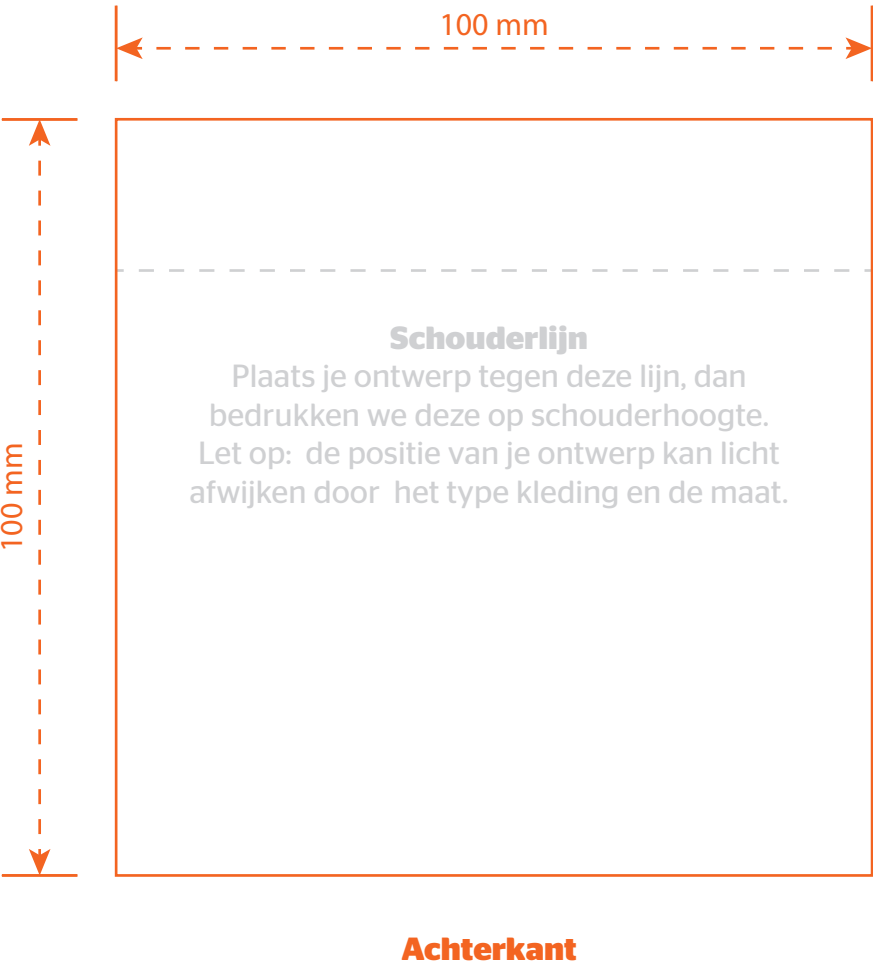 100 mm
Schouderlijn
Plaats je ontwerp tegen deze lijn, dan
bedrukken we deze op schouderhoogte.
Let op:  de positie van je ontwerp kan licht
afwijken door  het type kleding en de maat.
100 mm
Achterkant